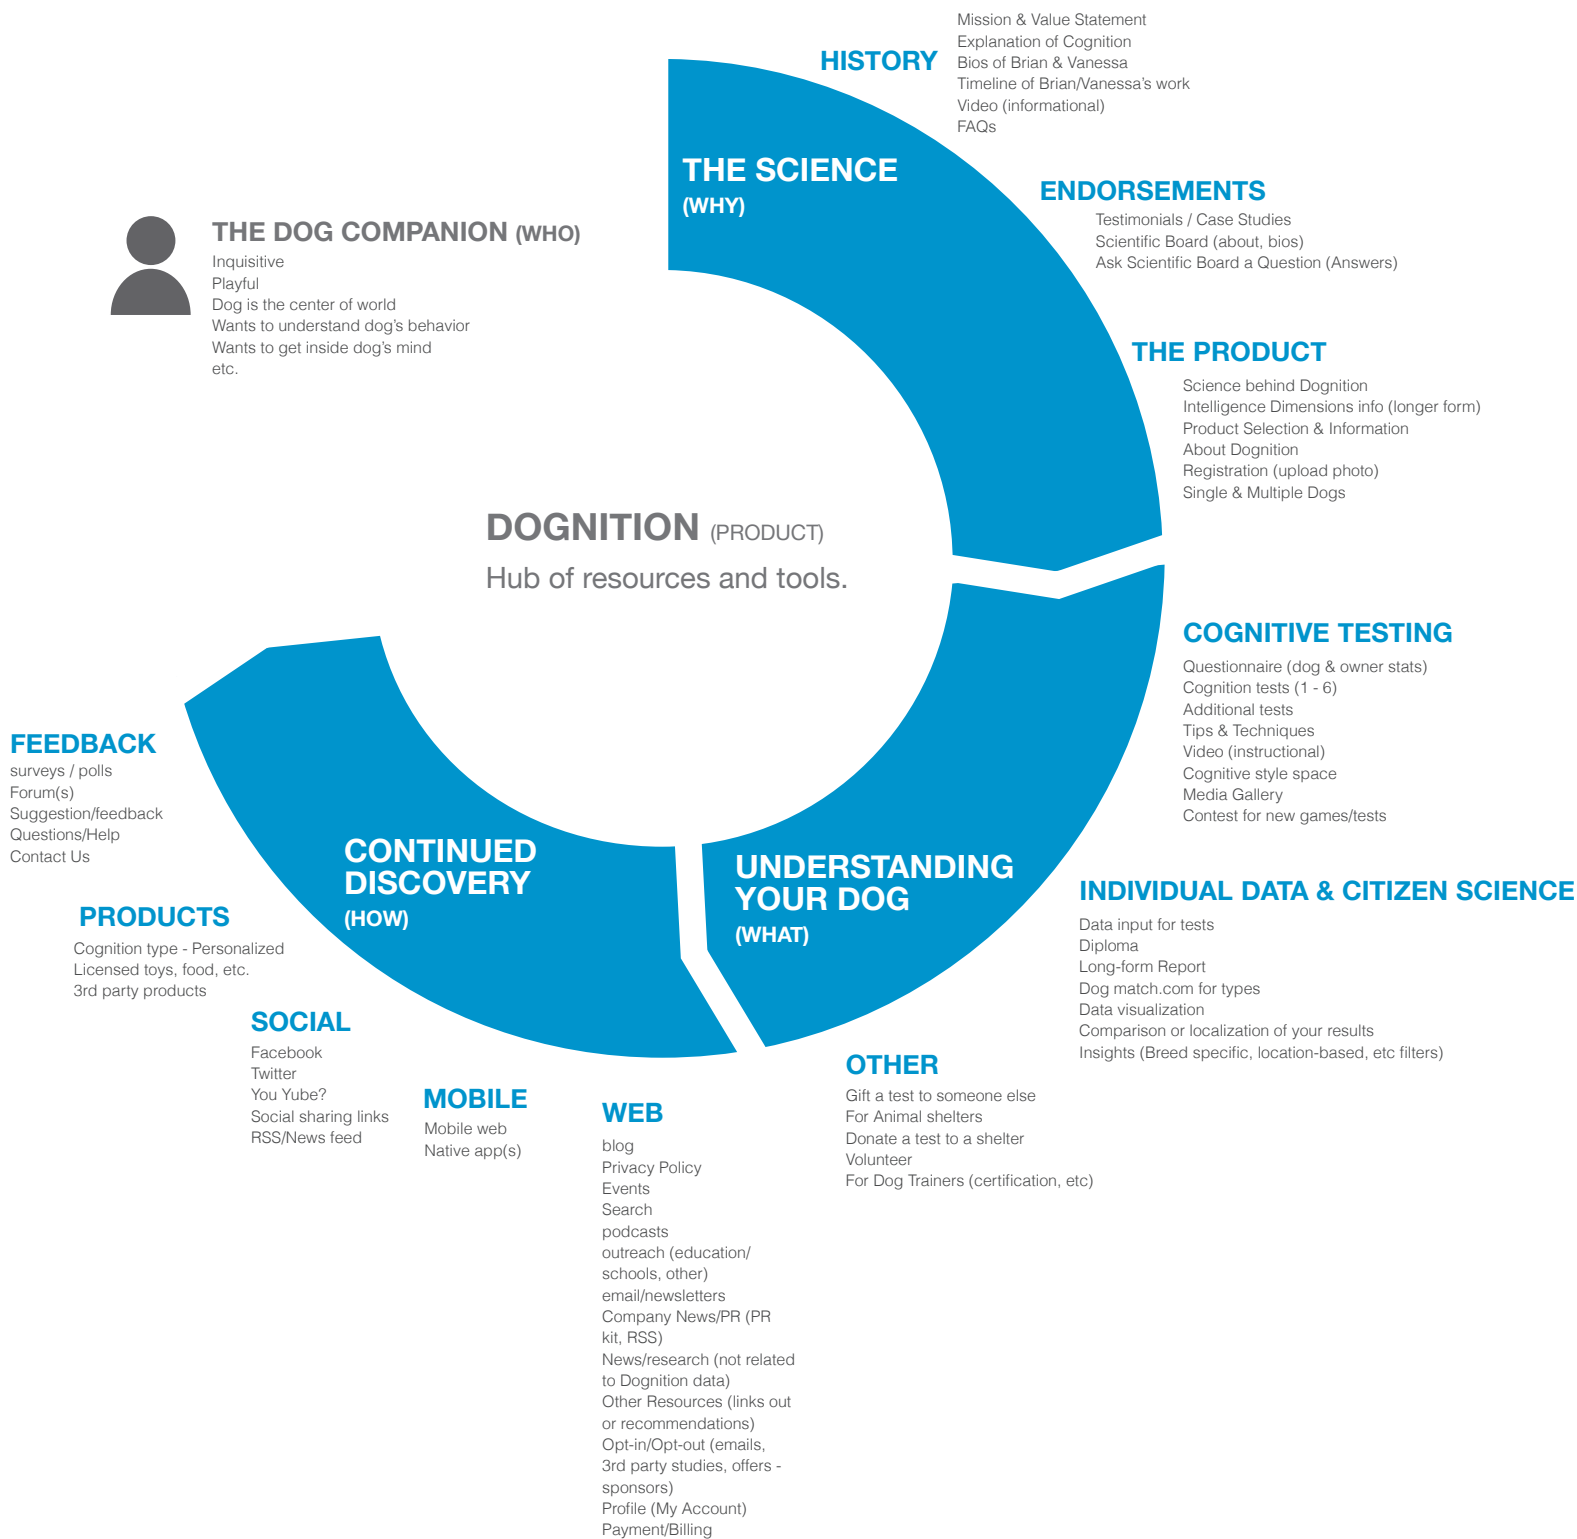 THE DOG COMPANION (WHO)
Inquisitive
Playful
Dog is the center of world
Wants to understand dog's behavior
Wants to get inside dog's mind
etc.
DOGNITION (PRODUCT)
Hub of resources and tools.
THE SCIENCE
(WHY)
HISTORY
Mission & Value Statement
Explanation of Cognition
Bios of Brian & Vanessa
Timeline of Brian/Vanessa's work
Video (informational)
FAQs
ENDORSEMENTS
Testimonials / Case Studies
Scientific Board (about, bios)
Ask Scientific Board a Question (Answers)
THE PRODUCT
Science behind Dognition
Intelligence Dimensions info (longer form)
Product Selection & Information
About Dognition
Registration (upload photo)
Single & Multiple Dogs
UNDERSTANDING
YOUR DOG
(WHAT)
COGNITIVE TESTING
Questionnaire (dog & owner stats)
Cognition tests (1 - 6)
Additional tests
Tips & Techniques
Video (instructional)
Cognitive style space
Media Gallery
Contest for new games/tests
INDIVIDUAL DATA & CITIZEN SCIENCE
Data input for tests
Diploma
Long-form Report
Dog match.com for types
Data visualization
Comparison or localization of your results
Insights (Breed specific, location-based, etc filters)
OTHER
Gift a test to someone else
For Animal shelters
Donate a test to a shelter
Volunteer
For Dog Trainers (certification, etc)
CONTINUED
DISCOVERY
(HOW)
WEB
blog
Privacy Policy
Events
Search
podcasts
outreach (education/
schools, other)
email/newsletters
Company News/PR (PR
kit, RSS)
News/research (not related
to Dognition data)
Other Resources (links out
or recommendations)
Opt-in/Opt-out (emails,
3rd party studies, offers -
sponsors)
Profile (My Account)
Payment/Billing
MOBILE
Mobile web
Native app(s)
SOCIAL
Facebook
Twitter
You Yube?
Social sharing links
RSS/News feed
PRODUCTS
Cognition type - Personalized
Licensed toys, food, etc.
3rd party products
FEEDBACK
surveys / polls
Forum(s)
Suggestion/feedback
Questions/Help
Contact Us